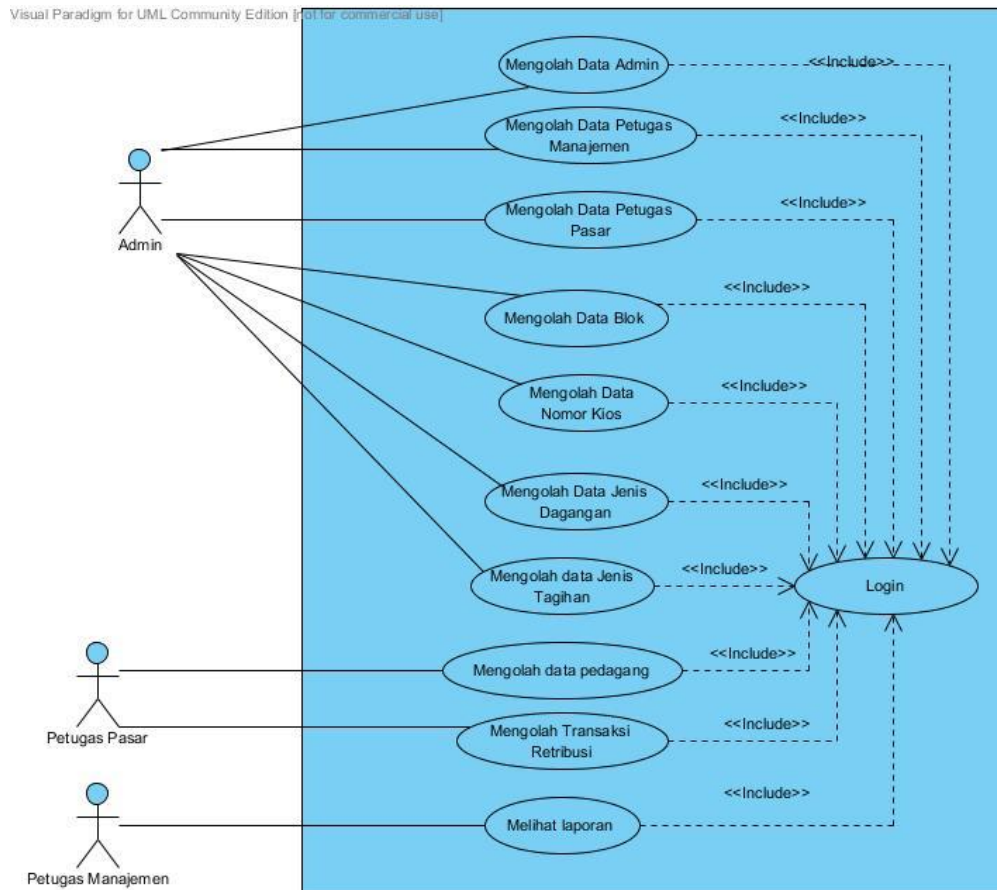 Visual Paradigm for UML Community Edition [not for commercial use]
Mengolah Data Admin
<<Include>>
Mengolah Data Petugas
Manajemen
<<Include>>
Admin
Mengolah Data Petugas
Pasar
<<Include>>
Mengolah Data Blok
<<Include>>
Mengolah Data
Nomor Kios
<<Include>>
Mengolah Data Jenis
Dagangan
<<Include>>
Mengolah data Jenis
Tagihan
<<Include>>
Login
Petugas Pasar
Mengolah data pedagang
<<Include>>
Mengolah Transaksi
Retribusi
<<Include>>
Petugas Manajemen
Melihat laporan
<<Include>>